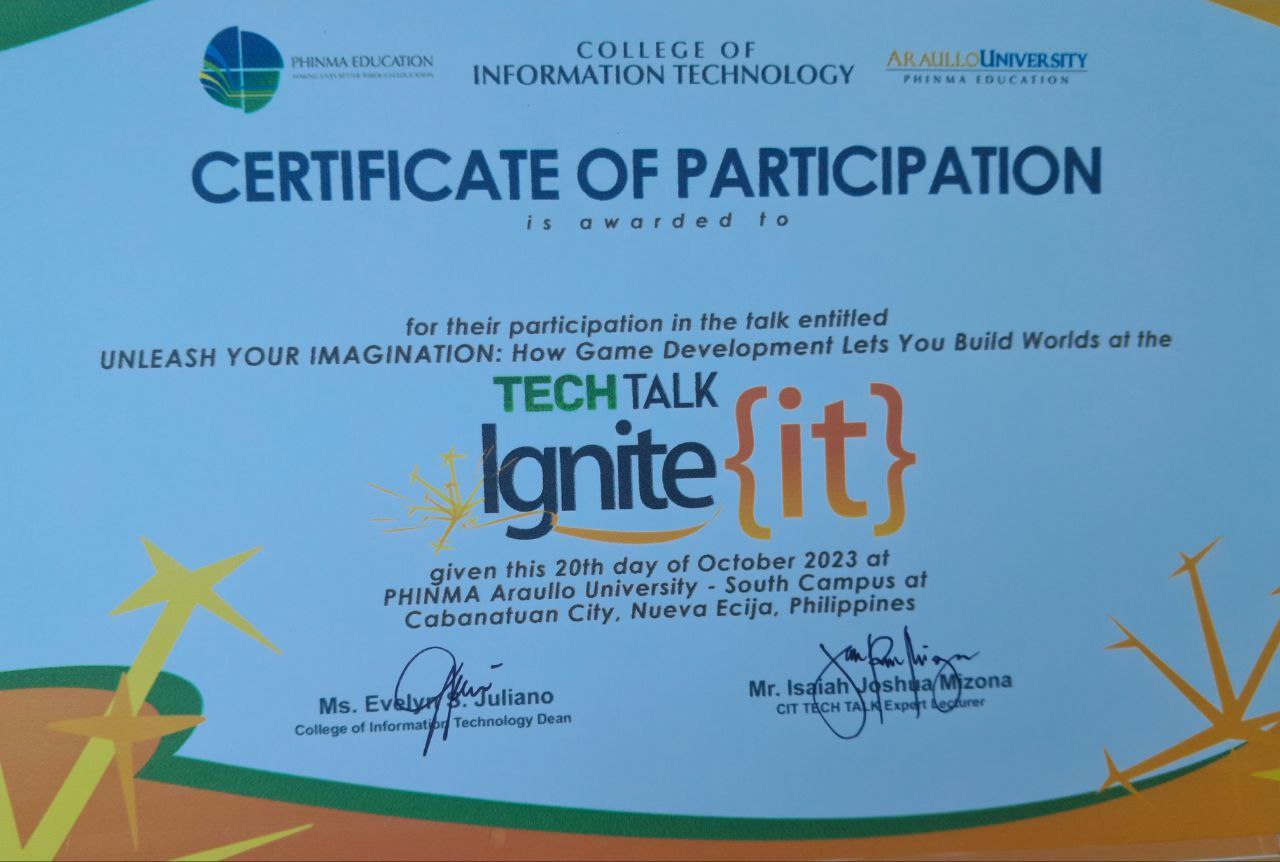 PHINMA EDUCATION
MAKING LIVES BETTER THROUGH EDUCATION
COLLEGE OF
INFORMATION TECHNOLOGY
ARAULLO UNIVERSITY
PHINMA EDUCATION
CERTIFICATE OF PARTICIPATION
is awarded to
for their participation in the talk entitled
UNLEASH YOUR IMAGINATION: How Game Development Lets You Build Worlds at the
TECH TALK
Ignite {it}
given this 20th day of October 2023 at
PHINMA Araullo University - South Campus at
Cabanatuan City, Nueva Ecija, Philippines
Ms. Evelyn S. Juliano
College of Information Technology Dean
Mr. Isaiah Joshua Mizona
CIT TECH TALK Expert Lecturer